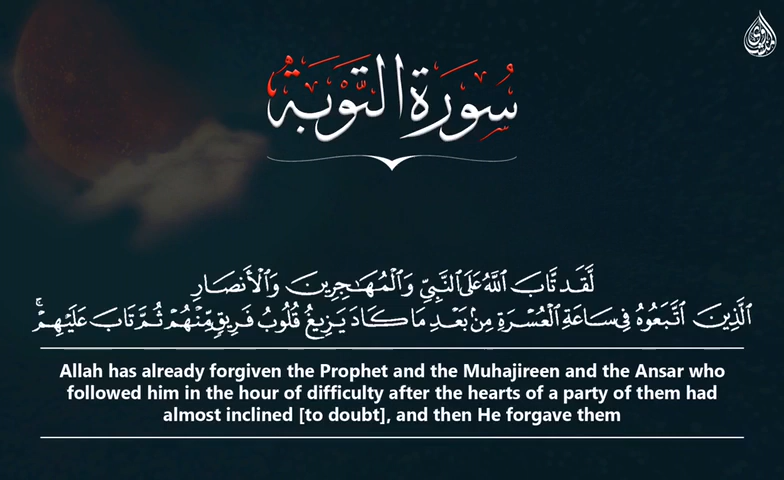 سُورَةُ التَّوْبَةِ
لَّقَد تَّابَ ٱللَّهُ عَلَى ٱلنَّبِيِّ وَٱلْمُهَـٰجِرِينَ وَٱلْأَنصَارِ
ٱلَّذِينَ ٱتَّبَعُوهُ فِى سَاعَةِ ٱلْعُسْرَةِ مِنۢ بَعْدِ مَا كَادَ يَزِيغُ قُلُوبُ فَرِيقٍ مِّنْهُمْ ثُمَّ تَابَ عَلَيْهِمْ ۚ
Allah has already forgiven the Prophet and the Muhajireen and the Ansar who
followed him in the hour of difficulty after the hearts of a party of them had
almost inclined [to doubt], and then He forgave them